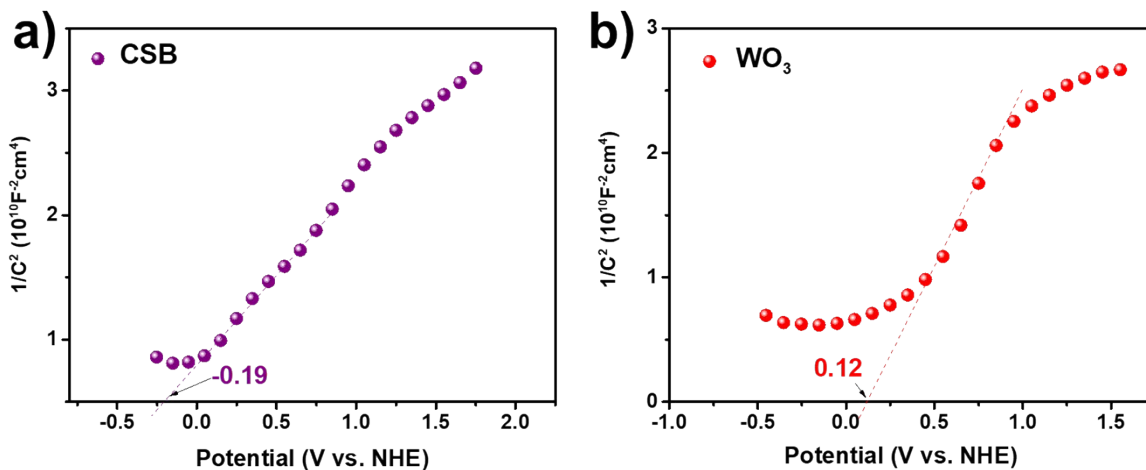 a)
CSB
1/C² (10¹⁰F⁻²cm⁴)
3
2
1
-0.19
-0.5 0.0 0.5 1.0 1.5 2.0
Potential (V vs. NHE)
b)
WO₃
1/C² (10¹⁰F⁻²cm⁴)
3
2
1
0
0.12
-1.0 -0.5 0.0 0.5 1.0 1.5
Potential (V vs. NHE)